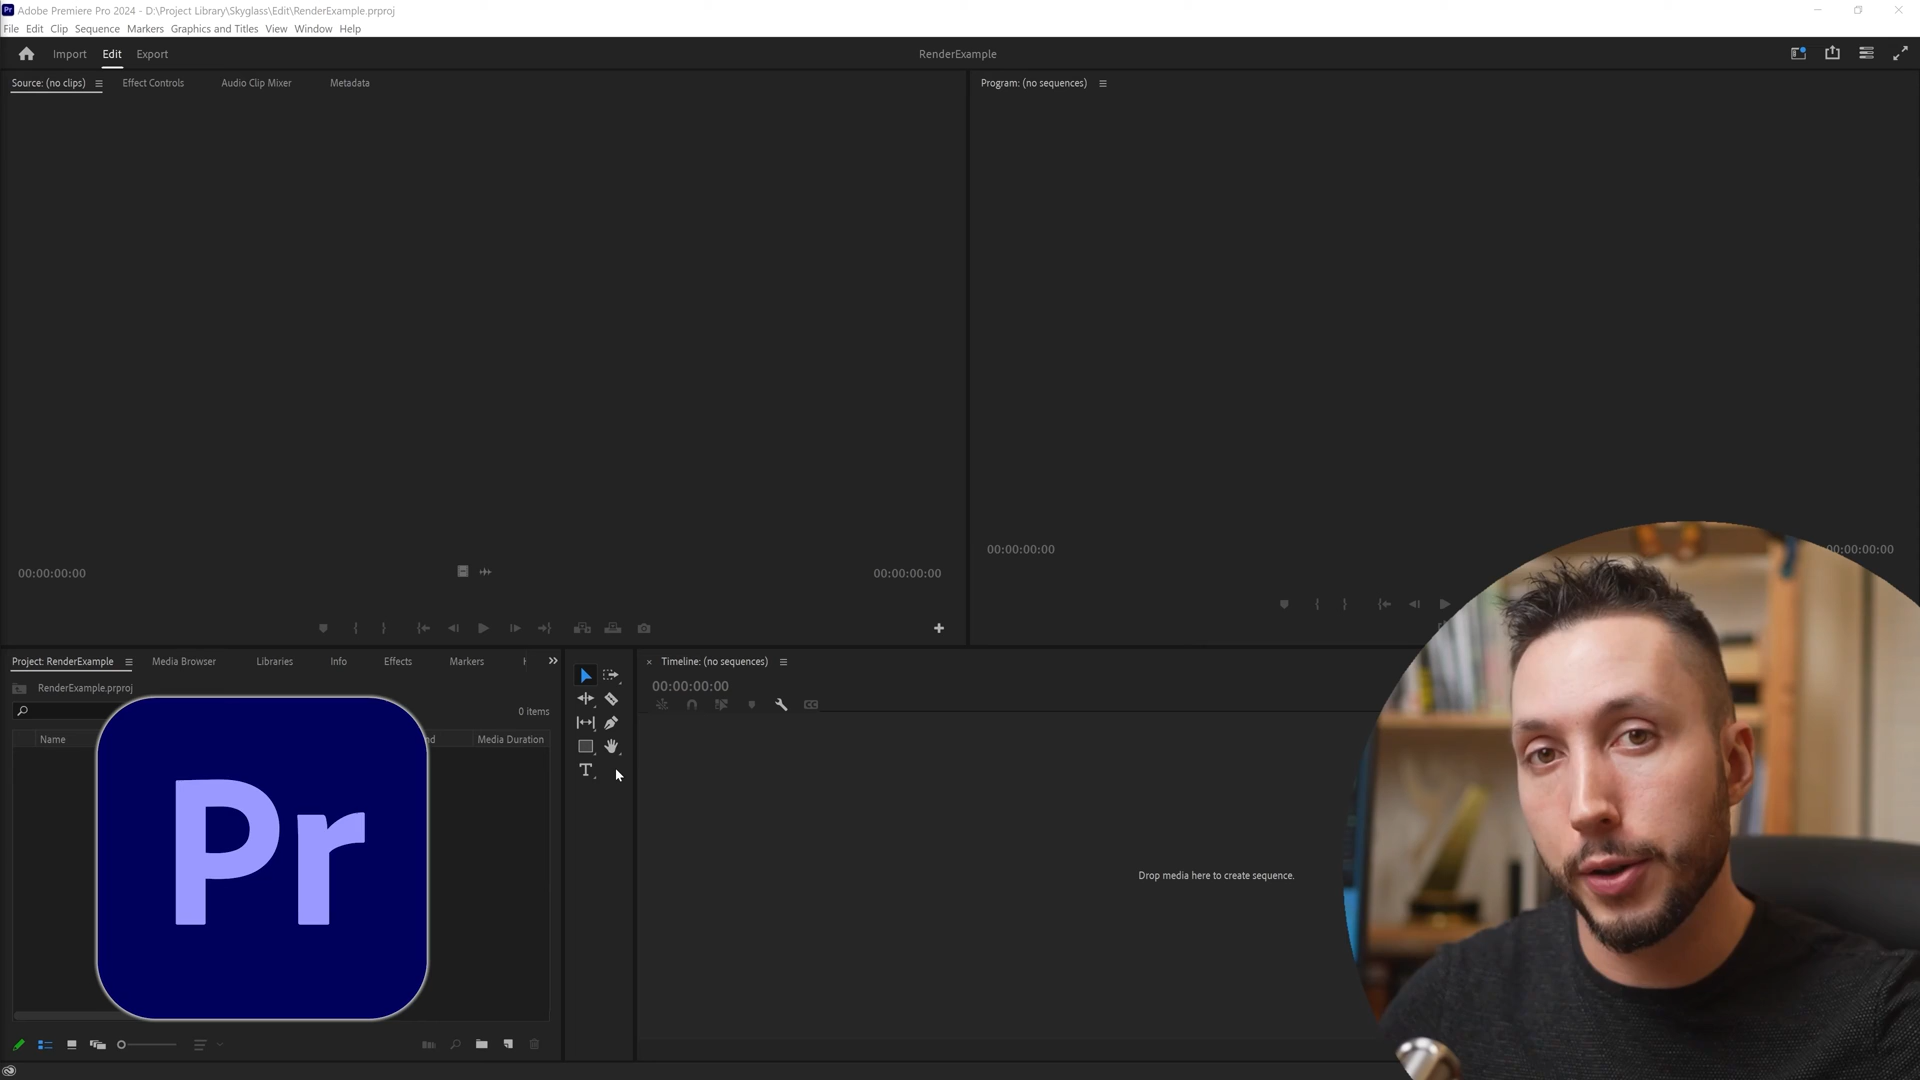 Adobe Premiere Pro 2024 - D:\Project Library\Skyglass\Edit\RenderExample.prproj
File Edit Clip Sequence Markers Graphics and Titles View Window Help
Import Edit Export RenderExample
Source: (no clips) Effect Controls Audio Clip Mixer Metadata Program: (no sequences)
00:00:00:00 00:00:00:00
00:00:00:00 00:00:00:00
Project: RenderExample Media Browser Libraries Info Effects Markers Timeline: (no sequences)
RenderExample.prproj 00:00:00:00
0 items
Name Media Duration
Drop media here to create sequence.
Pr